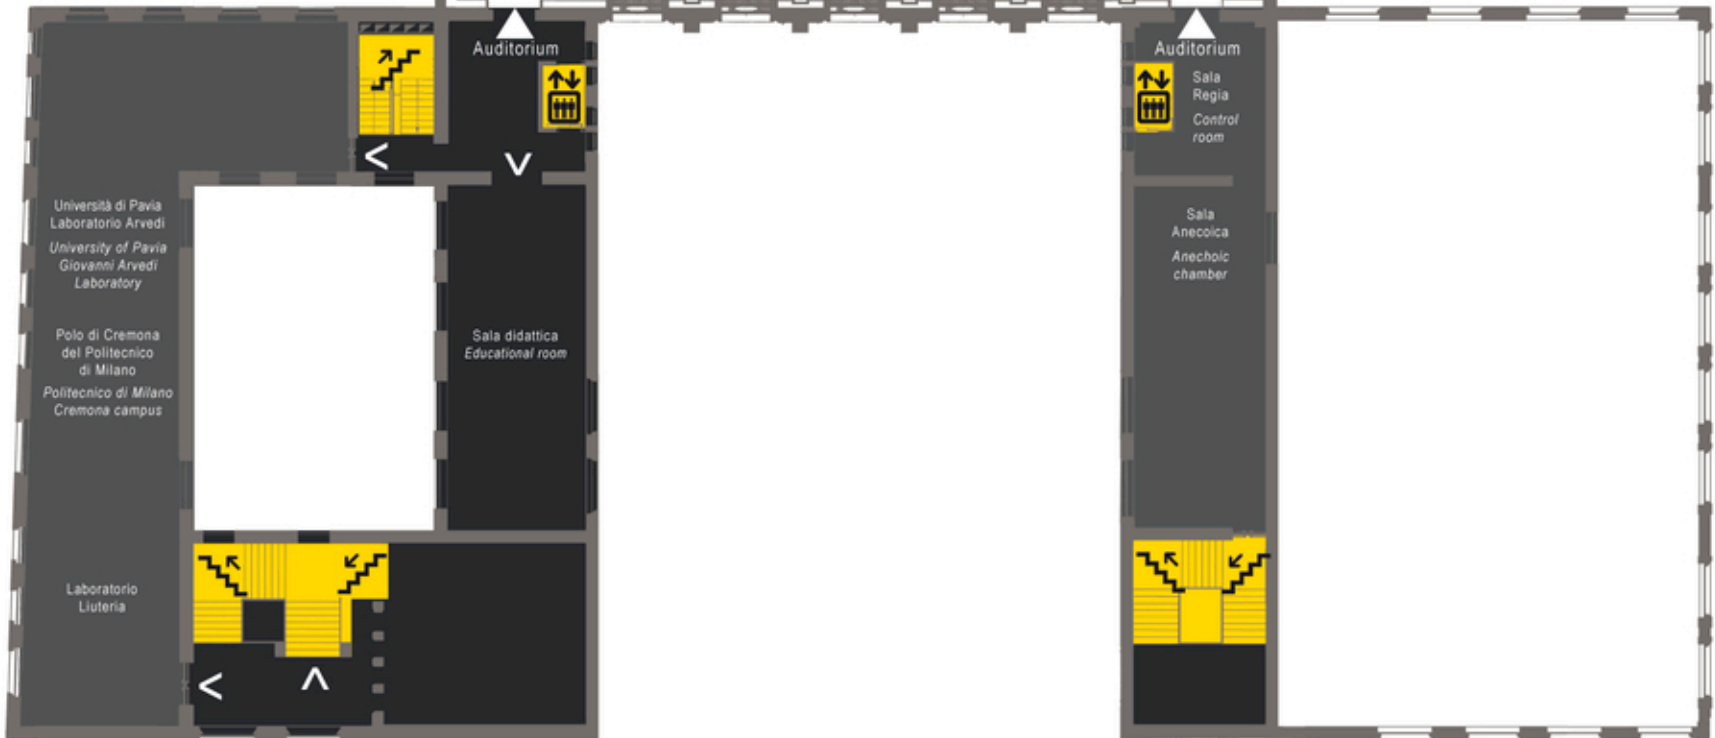 Auditorium
Università di Pavia
Laboratorio Arvedi
University of Pavia
Giovanni Arvedi
Laboratory
Polo di Cremona
del Politecnico
di Milano
Politecnico di Milano
Cremona campus
Laboratorio
Liuteria
Sala didattica
Educational room
Auditorium
Sala
Regia
Control
room
Sala
Anecoica
Anechoic
chamber